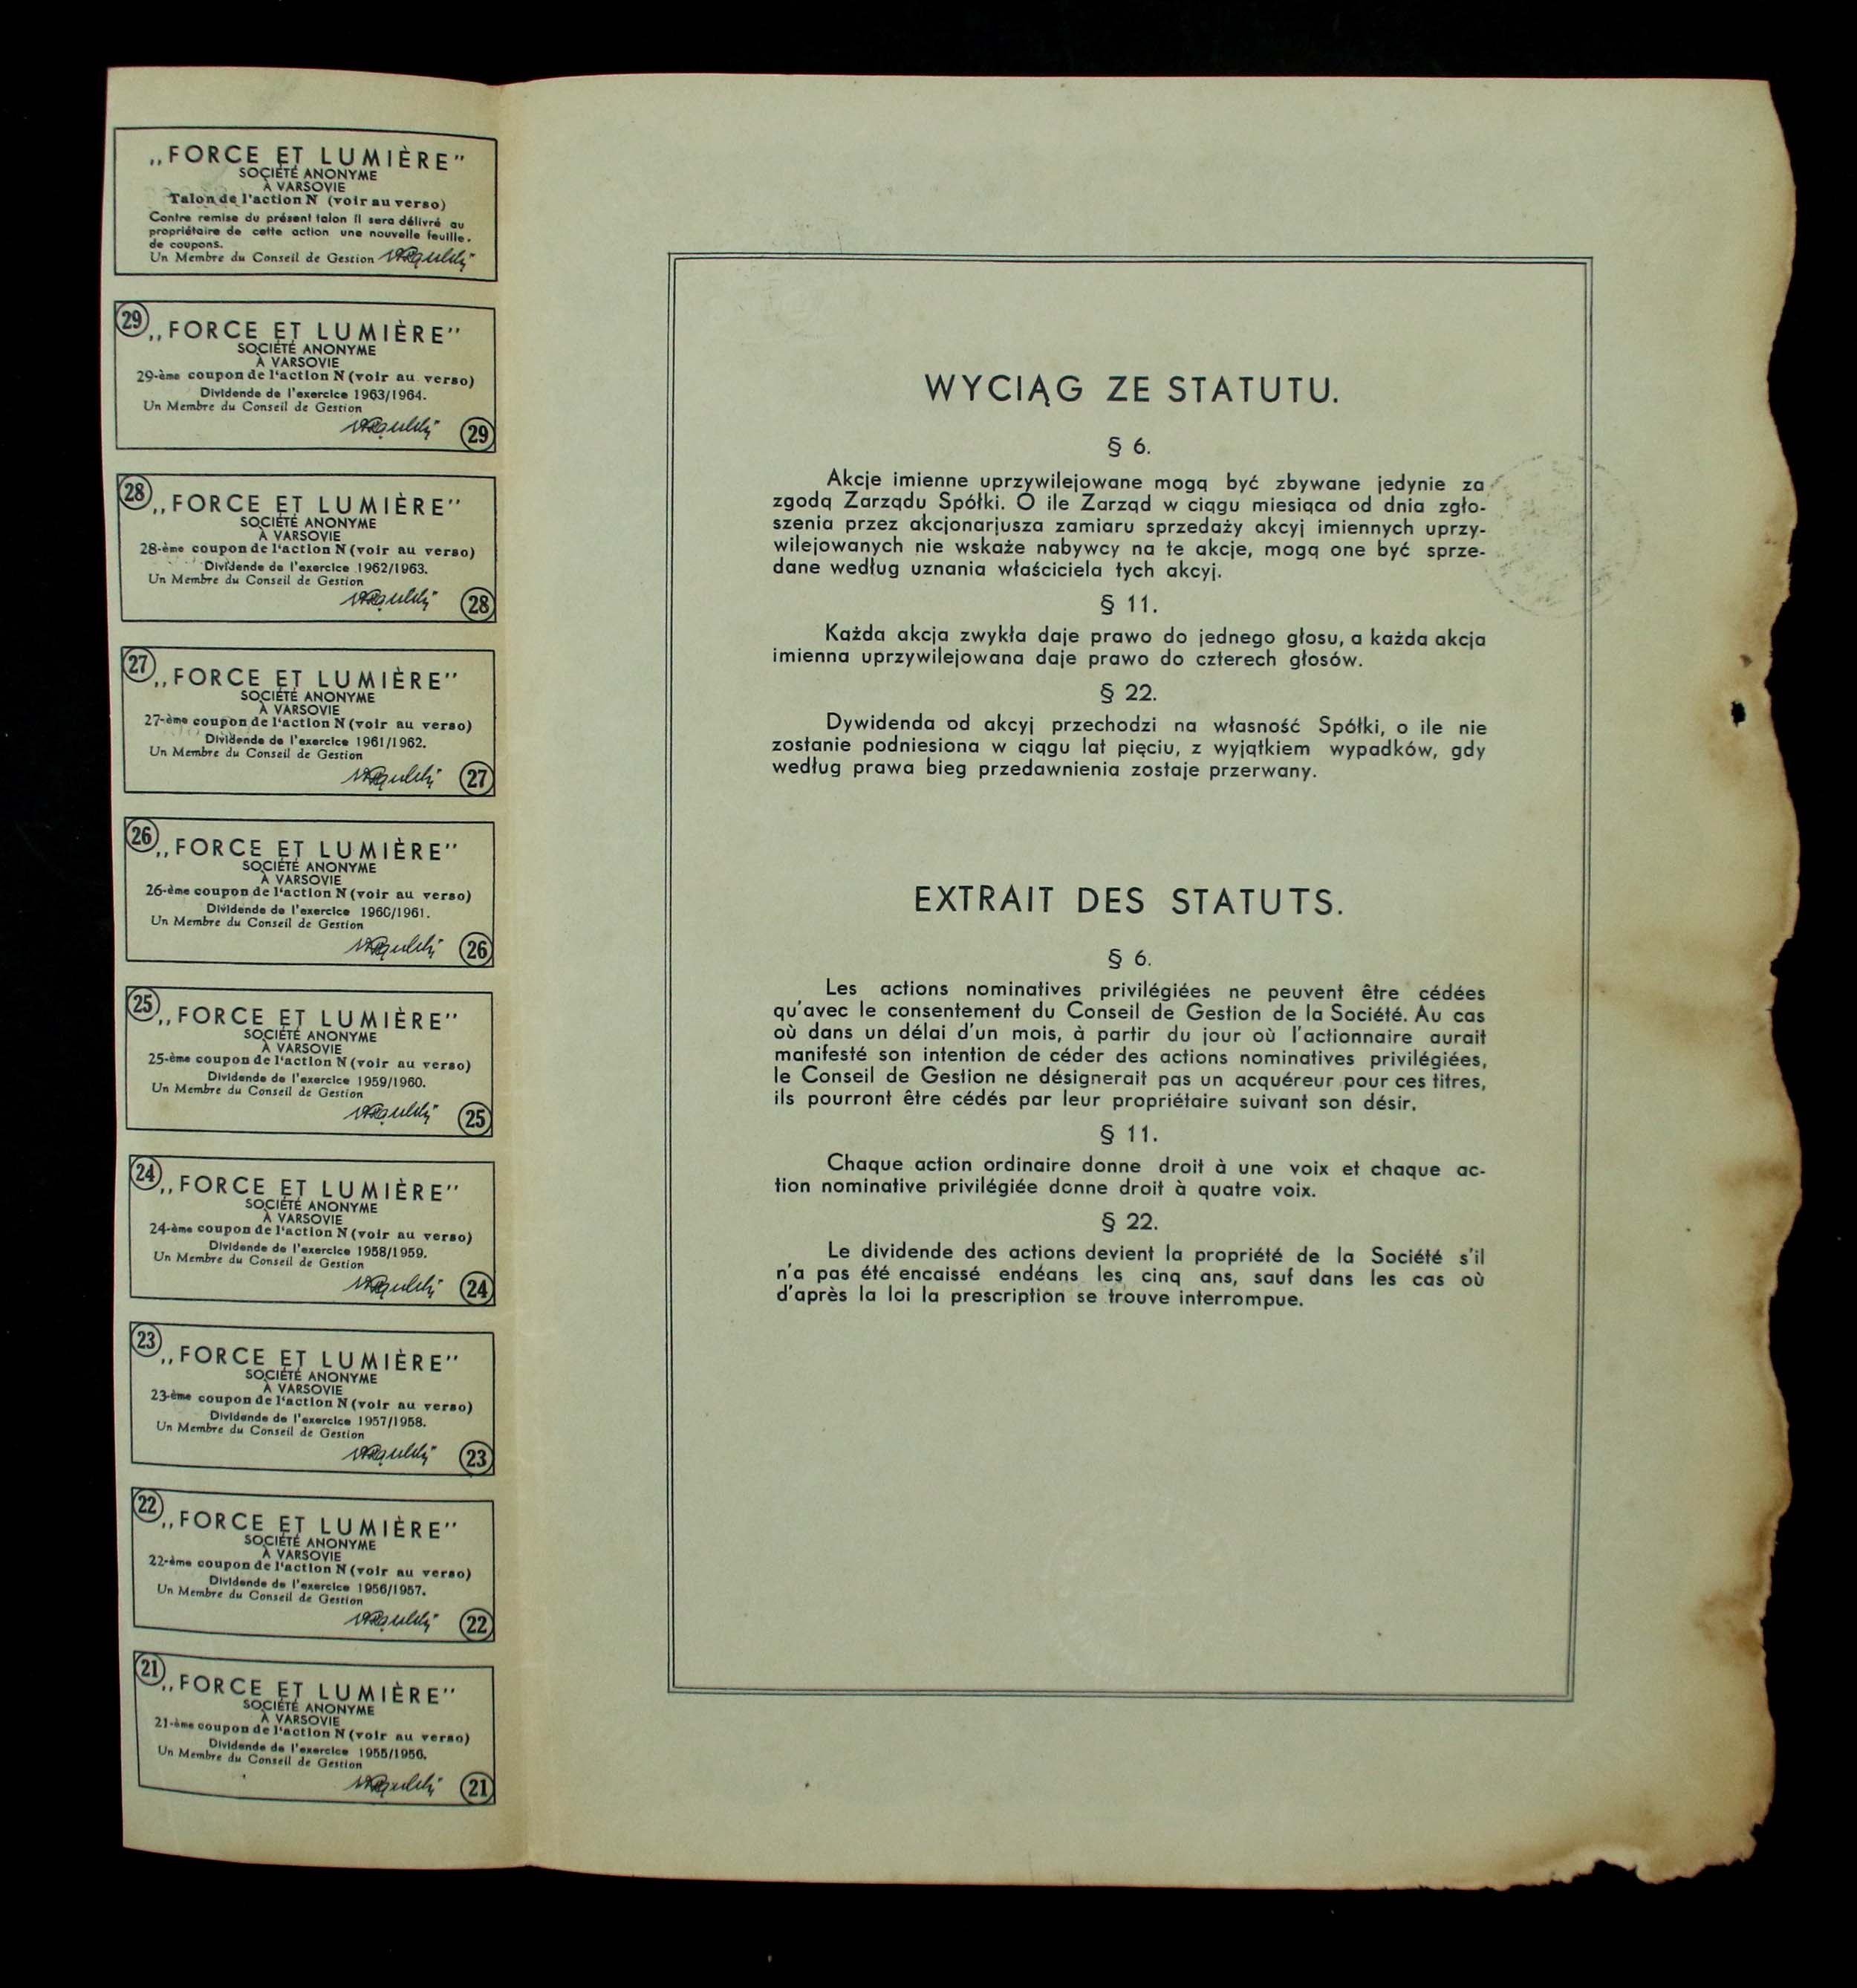 „FORCE ET LUMIÈRE"
SOCIÉTÉ ANONYME
À VARSOVIE
Talon de l'action N (voir au verso)
Contre remise du présent talon il sera délivré au
propriétaire de cette action une nouvelle feuille.
de coupons.
Un Membre du Conseil de Gestion
29
„FORCE ET LUMIÈRE"
SOCIÉTÉ ANONYME
À VARSOVIE
29-ème coupon de l'action N (voir au verso)
Dividende de l'exercice 1963/1964.
Un Membre du Conseil de Gestion
29
28
„FORCE ET LUMIÈRE"
SOCIÉTÉ ANONYME
À VARSOVIE
28-ème coupon de l'action N (voir au verso)
Dividende de l'exercice 1962/1963.
Un Membre du Conseil de Gestion
28
27
„FORCE ET LUMIÈRE"
SOCIÉTÉ ANONYME
À VARSOVIE
27-ème coupon de l'action N (voir au verso)
Dividende de l'exercice 1961/1962.
Un Membre du Conseil de Gestion
27
26
„FORCE ET LUMIÈRE"
SOCIÉTÉ ANONYME
À VARSOVIE
26-ème coupon de l'action N (voir au verso)
Dividende de l'exercice 1960/1961.
Un Membre du Conseil de Gestion
26
25
„FORCE ET LUMIÈRE"
SOCIÉTÉ ANONYME
À VARSOVIE
25-ème coupon de l'action N (voir au verso)
Dividende de l'exercice 1959/1960.
Un Membre du Conseil de Gestion
25
24
„FORCE ET LUMIÈRE"
SOCIÉTÉ ANONYME
À VARSOVIE
24-ème coupon de l'action N (voir au verso)
Dividende de l'exercice 1958/1959.
Un Membre du Conseil de Gestion
24
23
„FORCE ET LUMIÈRE"
SOCIÉTÉ ANONYME
À VARSOVIE
23-ème coupon de l'action N (voir au verso)
Dividende de l'exercice 1957/1958.
Un Membre du Conseil de Gestion
23
22
„FORCE ET LUMIÈRE"
SOCIÉTÉ ANONYME
À VARSOVIE
22-ème coupon de l'action N (voir au verso)
Dividende de l'exercice 1956/1957.
Un Membre du Conseil de Gestion
22
21
„FORCE ET LUMIÈRE"
SOCIÉTÉ ANONYME
À VARSOVIE
21-ème coupon de l'action N (voir au verso)
Dividende de l'exercice 1955/1956.
Un Membre du Conseil de Gestion
21
WYCIĄG ZE STATUTU.
§ 6.
Akcje imienne uprzywilejowane mogą być zbywane jedynie za
zgodą Zarządu Spółki. O ile Zarząd w ciągu miesiąca od dnia zgło-
szenia przez akcjonarjusza zamiaru sprzedaży akcyj imiennych uprzy-
wilejowanych nie wskaże nabywcy na te akcje, mogą one być sprze-
dane według uznania właściciela tych akcyj.
§ 11.
Każda akcja zwykła daje prawo do jednego głosu, a każda akcja
imienna uprzywilejowana daje prawo do czterech głosów.
§ 22.
Dywidenda od akcyj przechodzi na własność Spółki, o ile nie
zostanie podniesiona w ciągu lat pięciu, z wyjątkiem wypadków, gdy
według prawa bieg przedawnienia zostaje przerwany.
EXTRAIT DES STATUTS.
§ 6.
Les actions nominatives privilégiées ne peuvent être cédées
qu'avec le consentement du Conseil de Gestion de la Société. Au cas
où dans un délai d'un mois, à partir du jour où l'actionnaire aurait
manifesté son intention de céder des actions nominatives privilégiées,
le Conseil de Gestion ne désignerait pas un acquéreur pour ces titres,
ils pourront être cédés par leur propriétaire suivant son désir.
§ 11.
Chaque action ordinaire donne droit à une voix et chaque ac-
tion nominative privilégiée donne droit à quatre voix.
§ 22.
Le dividende des actions devient la propriété de la Société s'il
n'a pas été encaissé endéans les cinq ans, sauf dans les cas où
d'après la loi la prescription se trouve interrompue.